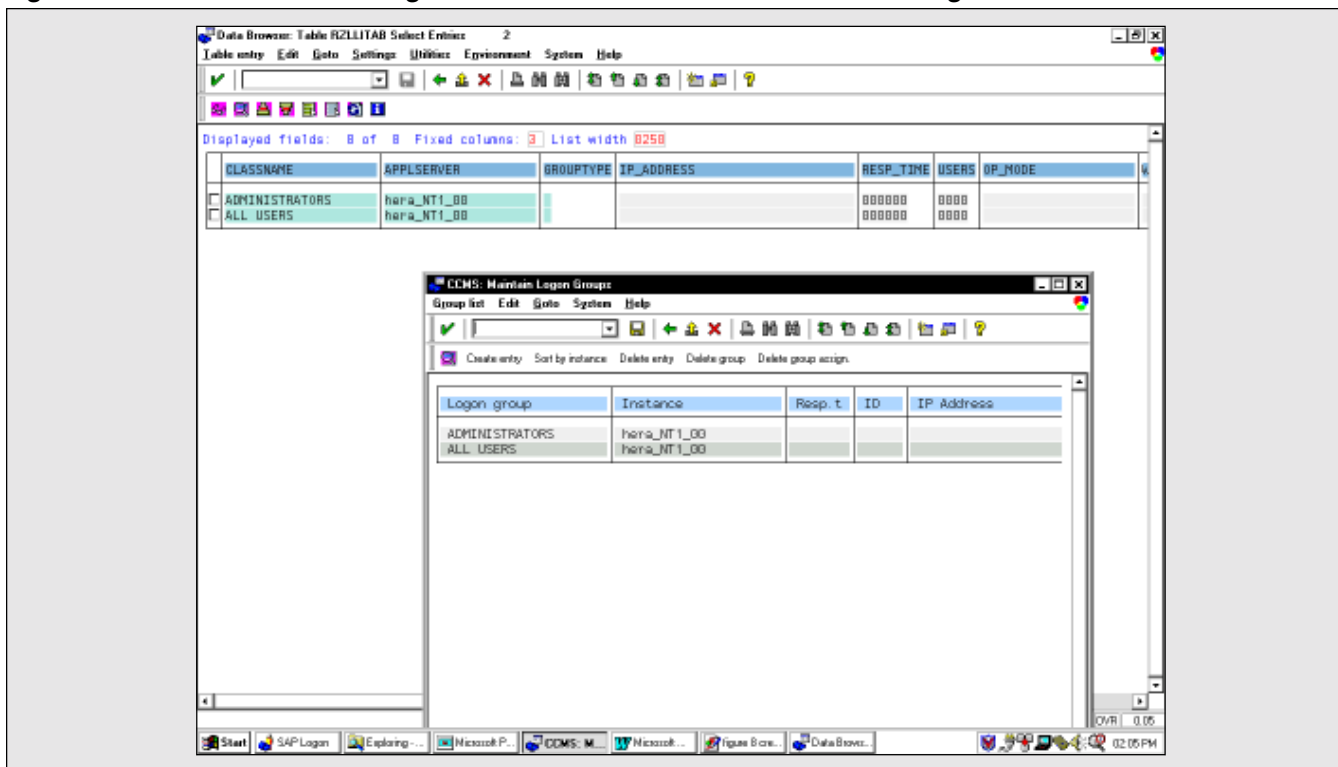 Data Browser: Table RZLLITAB Select Entries 2
Table entry Edit Goto Settings Utilities Environment System Help
Displayed fields: 8 of 8 Fixed columns: 3 List width 0250
CLASSNAME APPLSERVER GROUPTYPE IP_ADDRESS RESP_TIME USERS OP_MODE
ADMINISTRATORS hera_NT1_00 000000 0000
ALL USERS hera_NT1_00 000000 0000
CCMS: Maintain Logon Groups
Group list Edit Goto System Help
Create entry Sort by instance Delete entry Delete group Delete group assign.
Logon group Instance Resp.t ID IP Address
ADMINISTRATORS hera_NT1_00
ALL USERS hera_NT1_00
OVR 0.05
Start SAP Logon Exploring -... Microsoft P... CCMS: M... Microsoft... Figure 8 cre... Data Brows... 02:05 PM